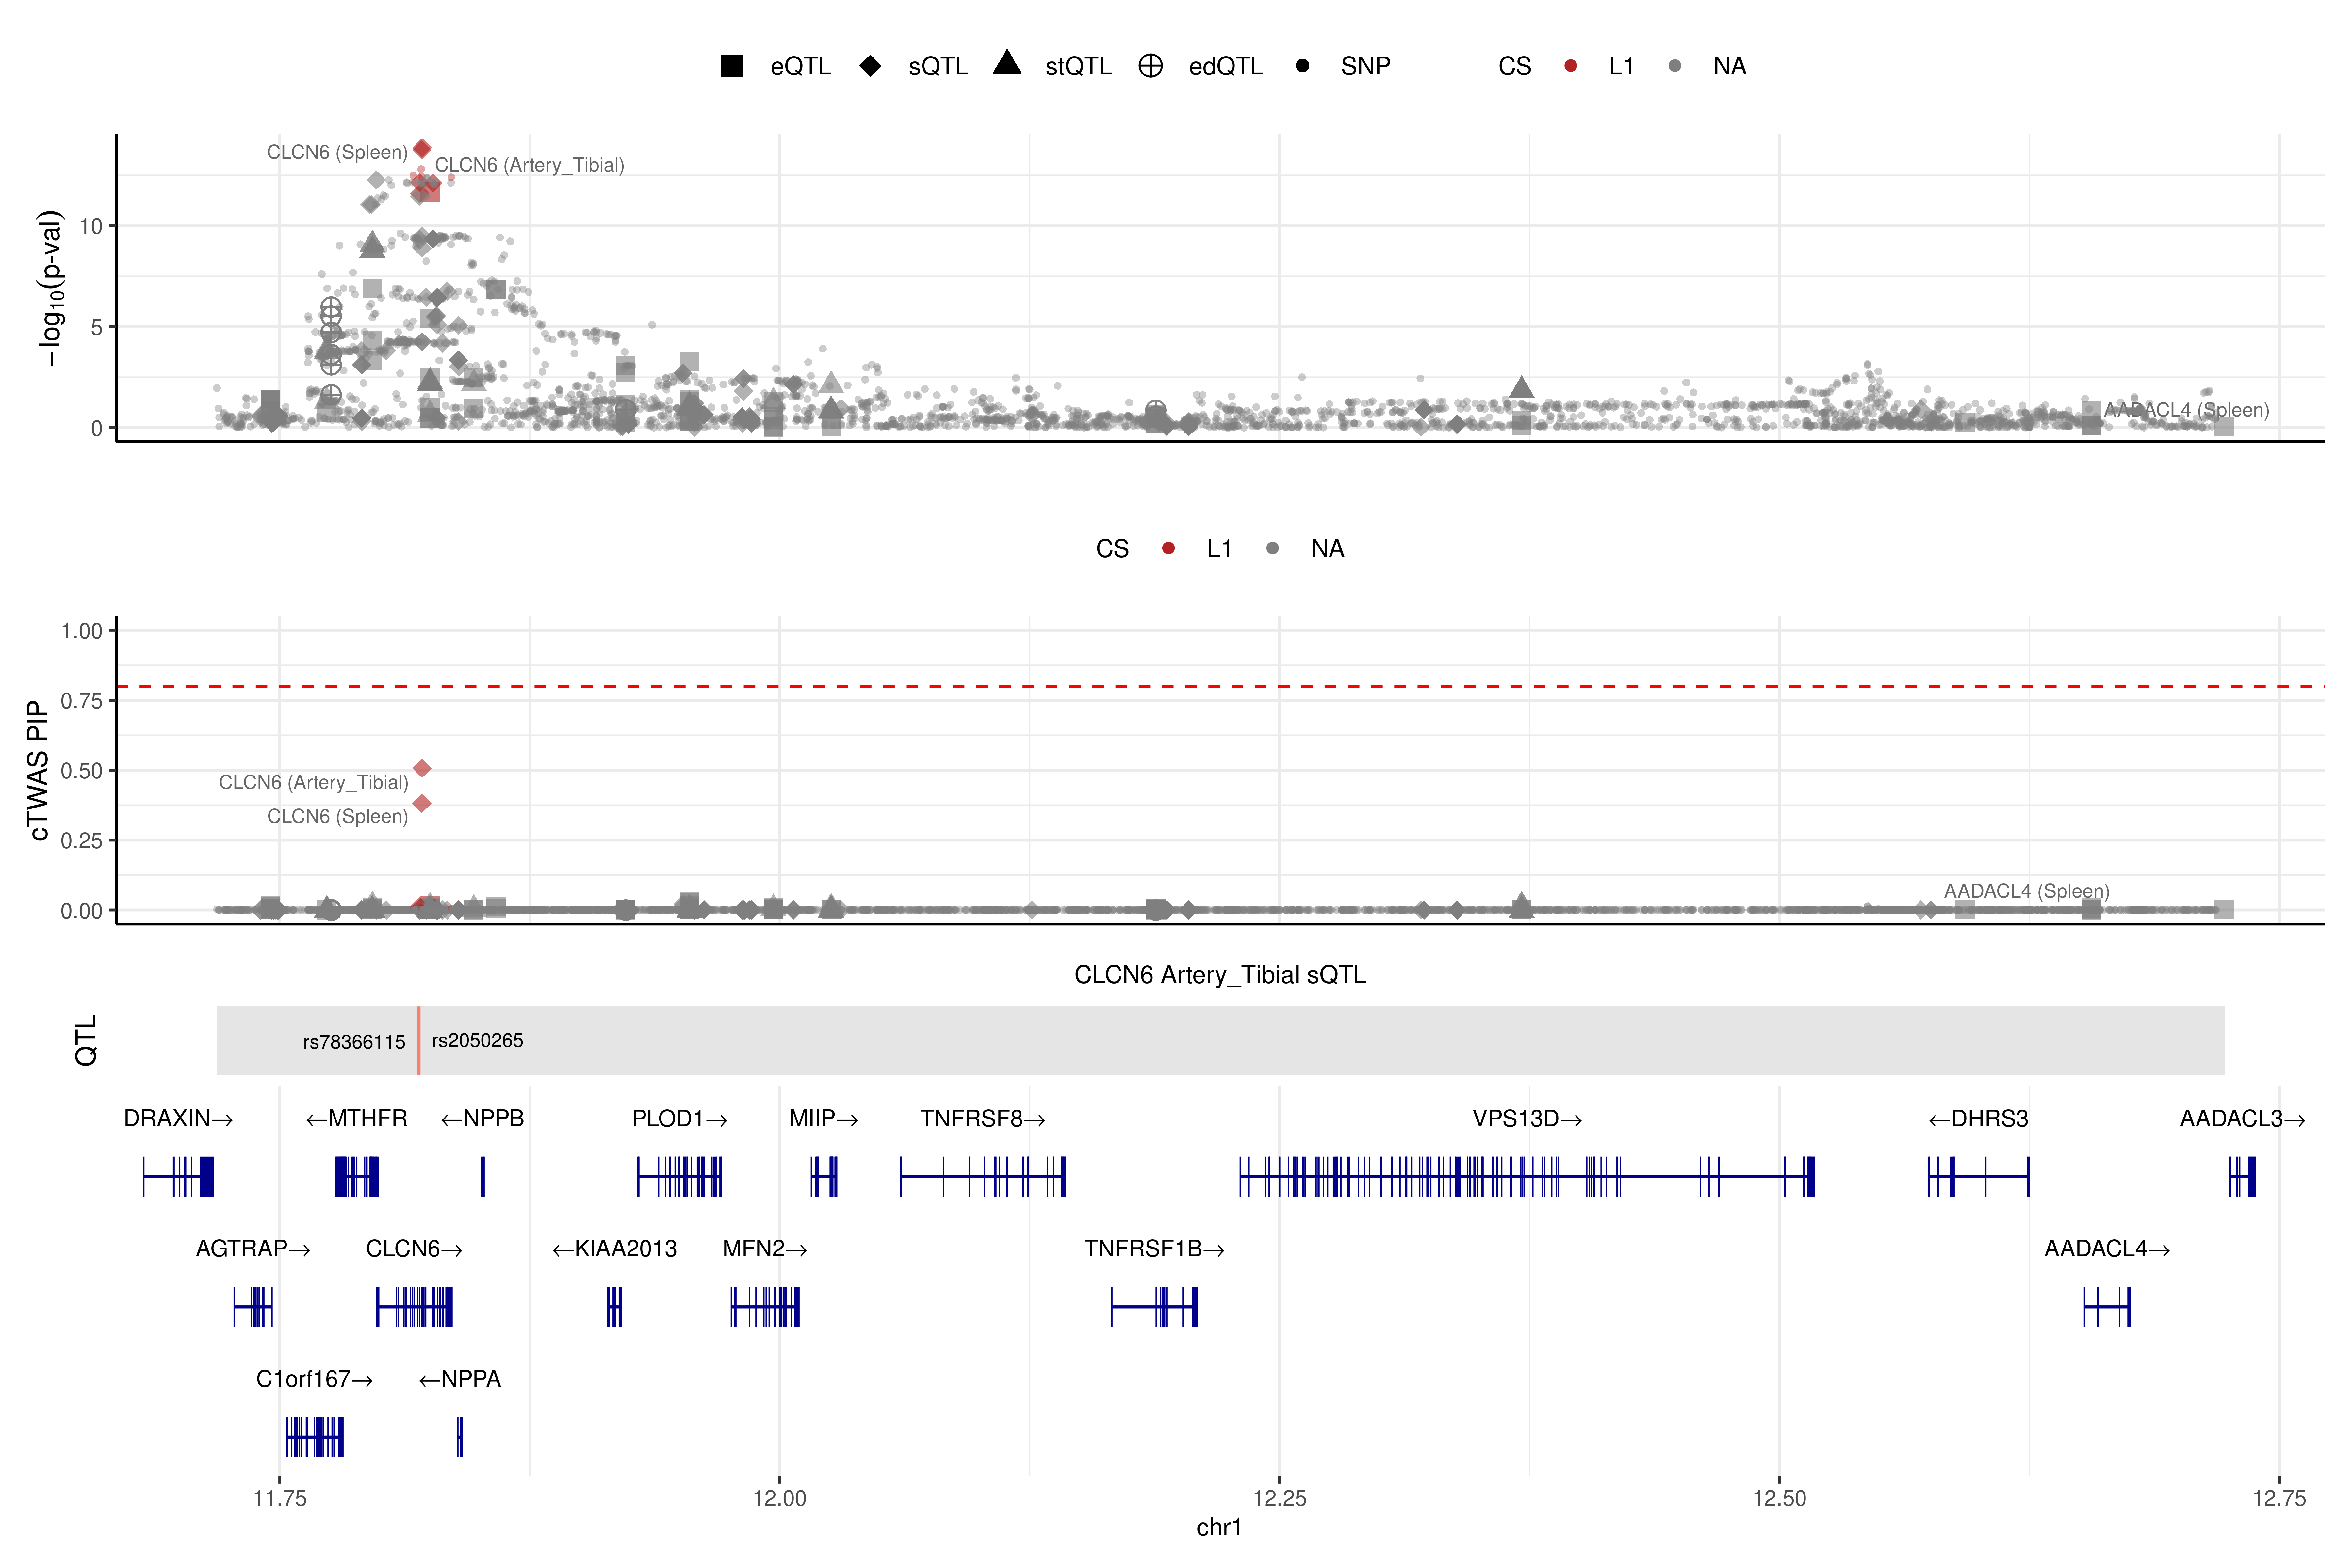 eQTL sQTL stQTL edQTL SNP CS L1 NA
CLCN6 (Spleen)
CLCN6 (Artery_Tibial)
−log10(p-val)
10
5
0
AADACL4 (Spleen)
CS L1 NA
cTWAS PIP
1.00
0.75
0.50
0.25
0.00
CLCN6 (Artery_Tibial)
CLCN6 (Spleen)
AADACL4 (Spleen)
CLCN6 Artery_Tibial sQTL
QTL
rs78366115 rs2050265
DRAXIN→ ←MTHFR ←NPPB PLOD1→ MIIP→ TNFRSF8→ VPS13D→ ←DHRS3 AADACL3→
AGTRAP→ CLCN6→ ←KIAA2013 MFN2→ TNFRSF1B→ AADACL4→
C1orf167→ ←NPPA
11.75 12.00 12.25 12.50 12.75
chr1